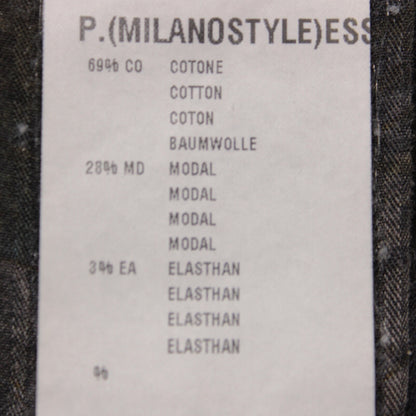 P.(MILANOSTYLE)ESS
69% CO COTONE
COTTON
COTON
BAUMWOLLE
28% MD MODAL
MODAL
MODAL
MODAL
3% EA ELASTHAN
ELASTHAN
ELASTHAN
ELASTHAN
%